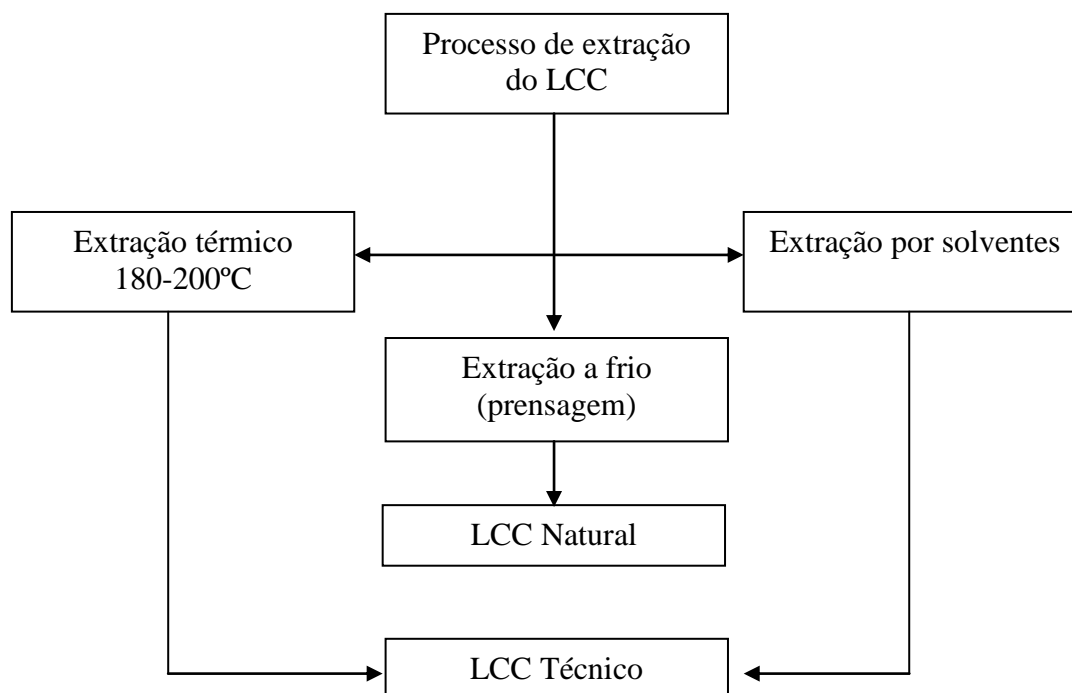 Processo de extração
do LCC
Extração térmico
180-200ºC
Extração por solventes
Extração a frio
(prensagem)
LCC Natural
LCC Técnico